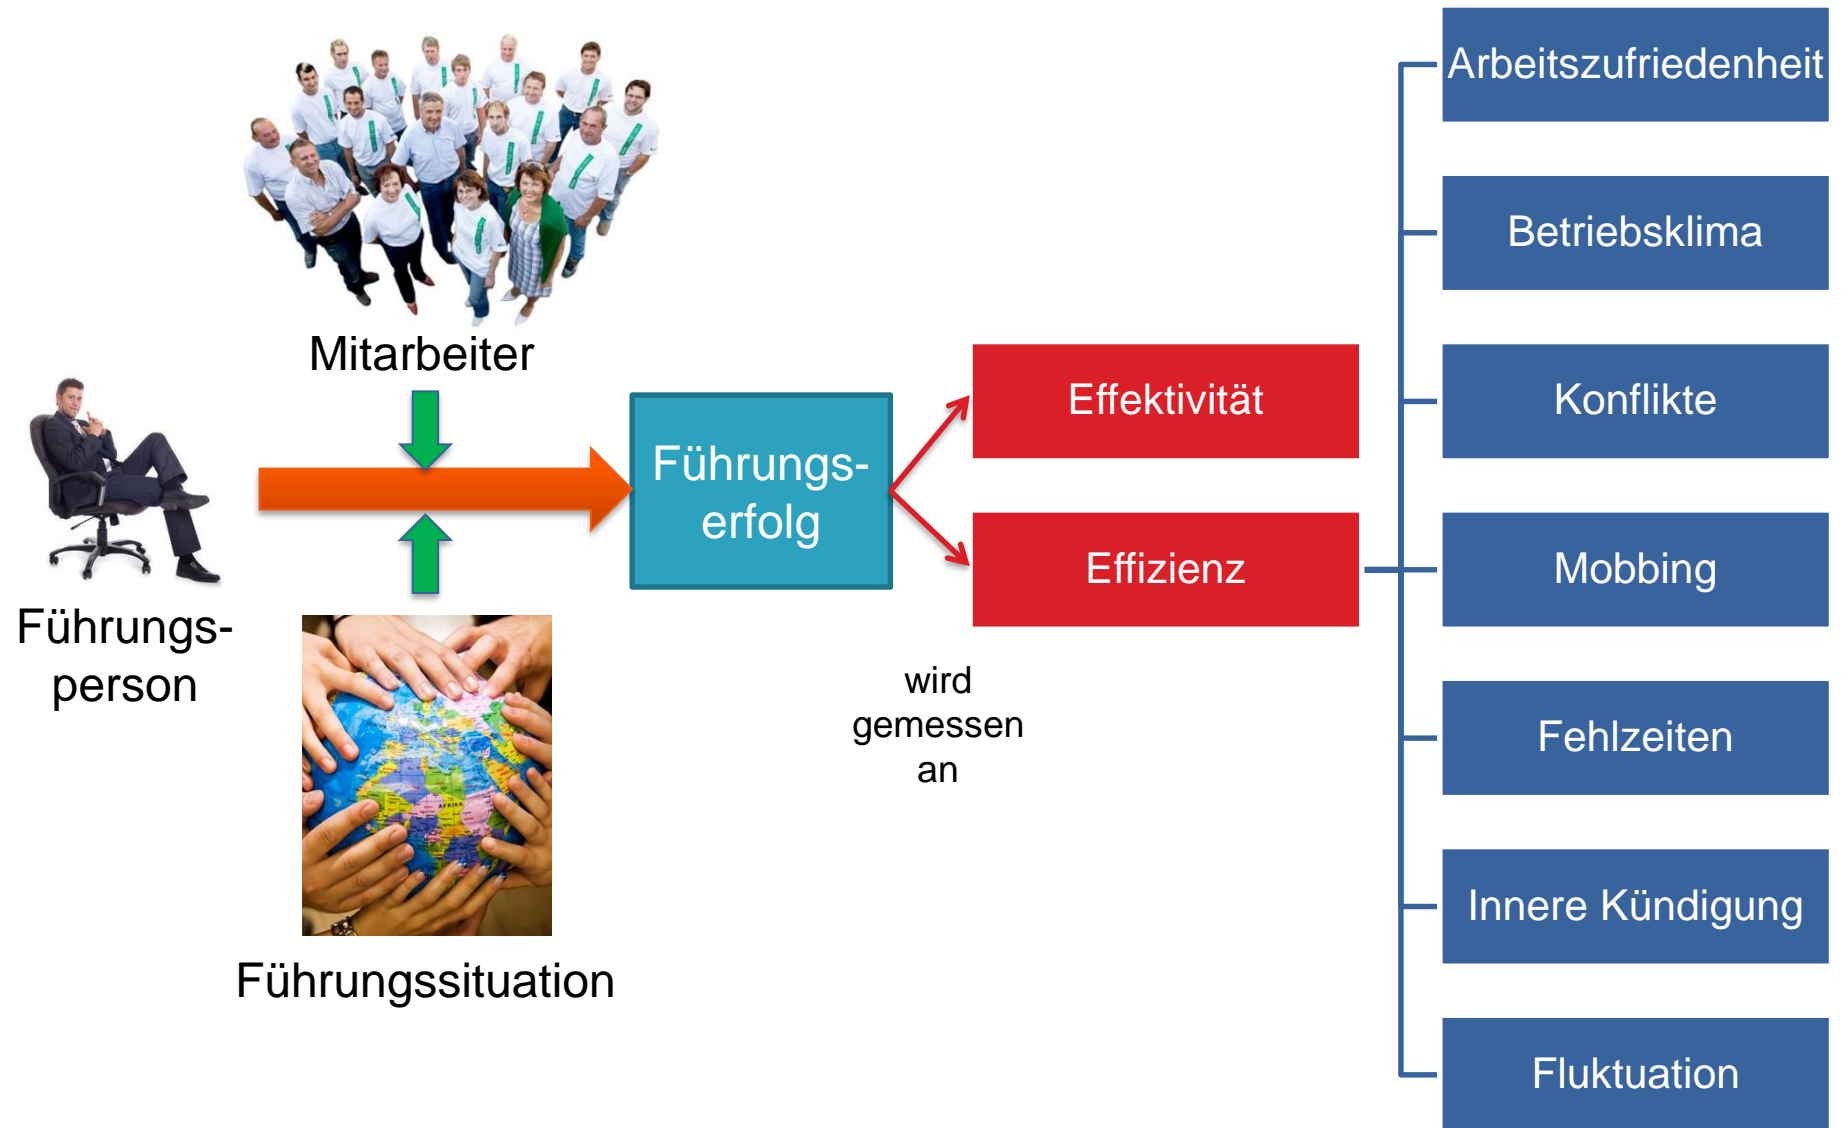 Mitarbeiter
Führungs-
person
Führungssituation
Führungs-
erfolg
wird
gemessen
an
Effektivität
Effizienz
Arbeitszufriedenheit
Betriebsklima
Konflikte
Mobbing
Fehlzeiten
Innere Kündigung
Fluktuation
AFRIKA